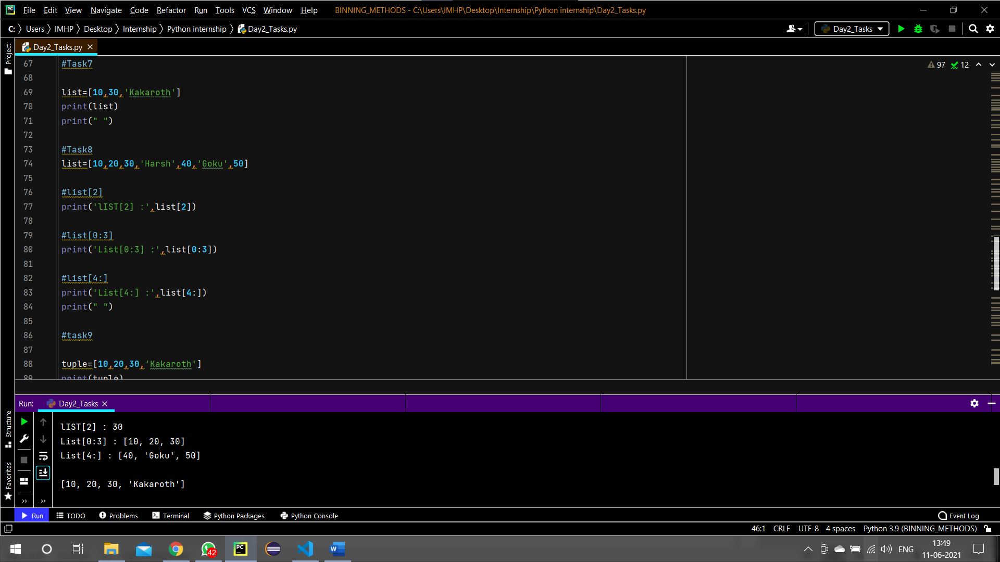 File Edit View Navigate Code Refactor Run Tools VCS Window Help BINNING_METHODS - C:\Users\IMHP\Desktop\Internship\Python internship\Day2_Tasks.py
C: Users IMHP Desktop Internship Python internship Day2_Tasks.py Day2_Tasks
Project
Day2_Tasks.py
97 12
67 #Task7
68
69 list=[10,30,'Kakaroth']
70 print(list)
71 print(" ")
72
73 #Task8
74 list=[10,20,30,'Harsh',40,'Goku',50]
75
76 #list[2]
77 print('lIST[2] :',list[2])
78
79 #list[0:3]
80 print('List[0:3] :',list[0:3])
81
82 #list[4:]
83 print('List[4:] :',list[4:])
84 print(" ")
85
86 #task9
87
88 tuple=[10,20,30,'Kakaroth']
89 print(tuple)
Run: Day2_Tasks
Structure
Favorites
lIST[2] : 30
List[0:3] : [10, 20, 30]
List[4:] : [40, 'Goku', 50]
[10, 20, 30, 'Kakaroth']
Run TODO Problems Terminal Python Packages Python Console Event Log
46:1 CRLF UTF-8 4 spaces Python 3.9 (BINNING_METHODS)
PC
42
PC
W
ENG
13:49
11-06-2021